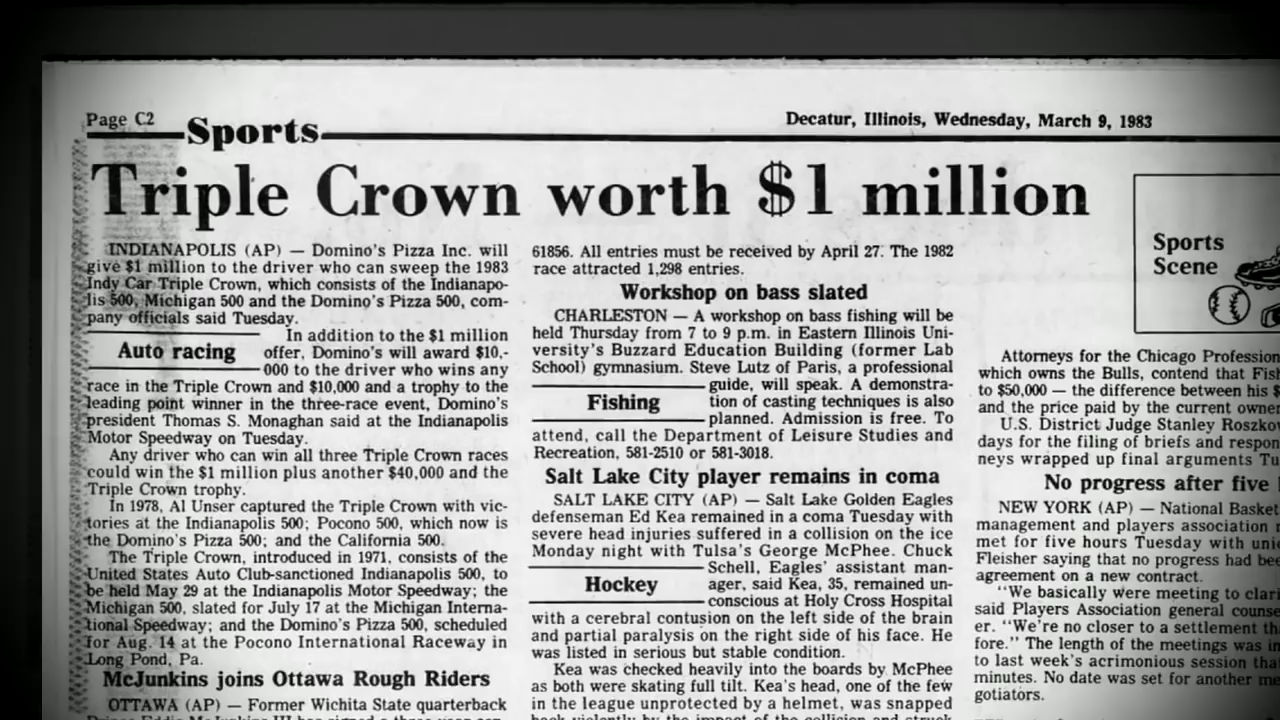 Page C2
Sports
Decatur, Illinois, Wednesday, March 9, 1983
Triple Crown worth $1 million
INDIANAPOLIS (AP) — Domino's Pizza Inc. will
give $1 million to the driver who can sweep the 1983
Indy Car Triple Crown, which consists of the Indianapo-
lis 500, Michigan 500 and the Domino's Pizza 500, com-
pany officials said Tuesday.
In addition to the $1 million
Auto racing
offer, Domino's will award $10,-
000 to the driver who wins any
race in the Triple Crown and $10,000 and a trophy to the
leading point winner in the three-race event, Domino's
president Thomas S. Monaghan said at the Indianapolis
Motor Speedway on Tuesday.
Any driver who can win all three Triple Crown races
could win the $1 million plus another $40,000 and the
Triple Crown trophy.
In 1978, Al Unser captured the Triple Crown with vic-
tories at the Indianapolis 500; Pocono 500, which now is
the Domino's Pizza 500; and the California 500.
The Triple Crown, introduced in 1971, consists of the
United States Auto Club-sanctioned Indianapolis 500, to
be held May 29 at the Indianapolis Motor Speedway; the
Michigan 500, slated for July 17 at the Michigan Interna-
tional Speedway; and the Domino's Pizza 500, scheduled
for Aug. 14 at the Pocono International Raceway in
Long Pond, Pa.
McJunkins joins Ottawa Rough Riders
OTTAWA (AP) — Former Wichita State quarterback
61856. All entries must be received by April 27. The 1982
race attracted 1,298 entries.
Workshop on bass slated
CHARLESTON — A workshop on bass fishing will be
held Thursday from 7 to 9 p.m. in Eastern Illinois Uni-
versity's Buzzard Education Building (former Lab
School) gymnasium. Steve Lutz of Paris, a professional
guide, will speak. A demonstra-
Fishing
tion of casting techniques is also
planned. Admission is free. To
attend, call the Department of Leisure Studies and
Recreation, 581-2510 or 581-3018.
Salt Lake City player remains in coma
SALT LAKE CITY (AP) — Salt Lake Golden Eagles
defenseman Ed Kea remained in a coma Tuesday with
severe head injuries suffered in a collision on the ice
Monday night with Tulsa's George McPhee. Chuck
Schell, Eagles' assistant man-
Hockey
ager, said Kea, 35, remained un-
conscious at Holy Cross Hospital
with a cerebral contusion on the left side of the brain
and partial paralysis on the right side of his face. He
was listed in serious but stable condition.
Kea was checked heavily into the boards by McPhee
as both were skating full tilt. Kea's head, one of the few
in the league unprotected by a helmet, was snapped
back violently by the impact of the collision and struck
Sports
Scene
Attorneys for the Chicago Profession
which owns the Bulls, contend that Fish
to $50,000 — the difference between his $
and the price paid by the current owner
U.S. District Judge Stanley Roszkow
days for the filing of briefs and respon
neys wrapped up final arguments Tu
No progress after five
NEW YORK (AP) — National Basket
management and players association
met for five hours Tuesday with unio
Fleisher saying that no progress had bee
agreement on a new contract.
"We basically were meeting to clari
said Players Association general counse
er. "We're no closer to a settlement th
fore." The length of the meetings was in
to last week's acrimonious session tha
minutes. No date was set for another me
gotiators.